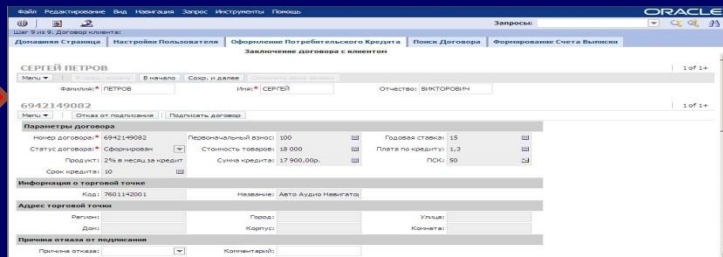 Файл Редактирование Вид Навигация Запрос Инструменты Помощь
ORACLE
Запросы:
Шаг 9 из 9. Договор клиента:
Домашняя Страница Настройки Пользователя Оформление Потребительского Кредита Поиск Договора Формирование Счета Выписки
Заключение договора с клиентом
СЕРГЕЙ ПЕТРОВ 1 of 1+
Menu В начало Сохр. и далее
Фамилия:* ПЕТРОВ Имя:* СЕРГЕЙ Отчество: ВИКТОРОВИЧ
6942149082 1 of 1+
Menu Отказ от подписания Подписать договор
Параметры договора
Номер договора:* 6942149082 Первоначальный взнос: 100 Годовая ставка: 15
Статус договора:* Сформирован Стоимость товаров: 18 000 Плата по кредиту: 1,3
Продукт: 2% в месяц за кредит Сумма кредита: 17 900,00р. ПСК: 50
Срок кредита: 10
Информация о торговой точке
Код: 7601142001 Название: Авто Аудио Навигатор
Адрес торговой точки
Регион: Город: Улица:
Дом: Корпус: Комната:
Причина отказа от подписания
Причина отказа: Комментарий: